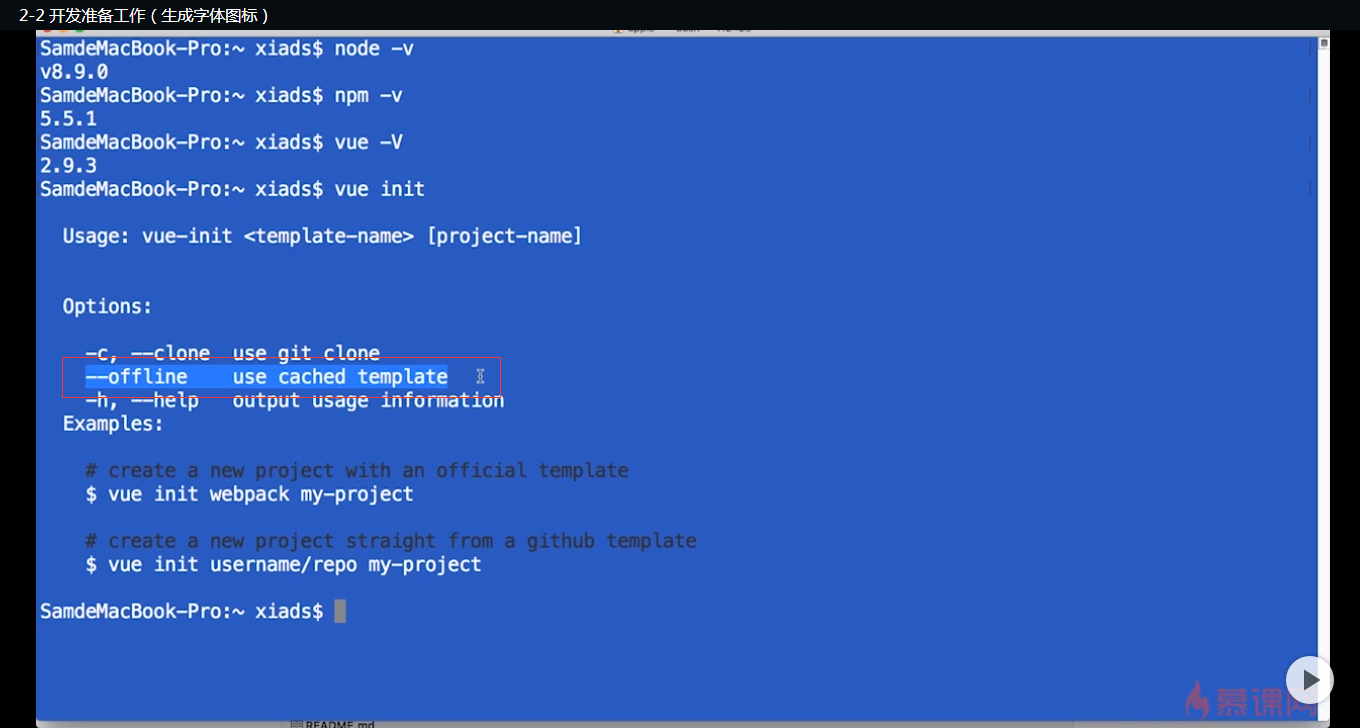 2-2 开发准备工作（生成字体图标）
SamdeMacBook-Pro:~ xiads$ node -v
v8.9.0
SamdeMacBook-Pro:~ xiads$ npm -v
5.5.1
SamdeMacBook-Pro:~ xiads$ vue -V
2.9.3
SamdeMacBook-Pro:~ xiads$ vue init
Usage: vue-init <template-name> [project-name]
Options:
-c, --clone  use git clone
--offline    use cached template
-h, --help   output usage information
Examples:
# create a new project with an official template
$ vue init webpack my-project
# create a new project straight from a github template
$ vue init username/repo my-project
SamdeMacBook-Pro:~ xiads$
慕课网
README.md